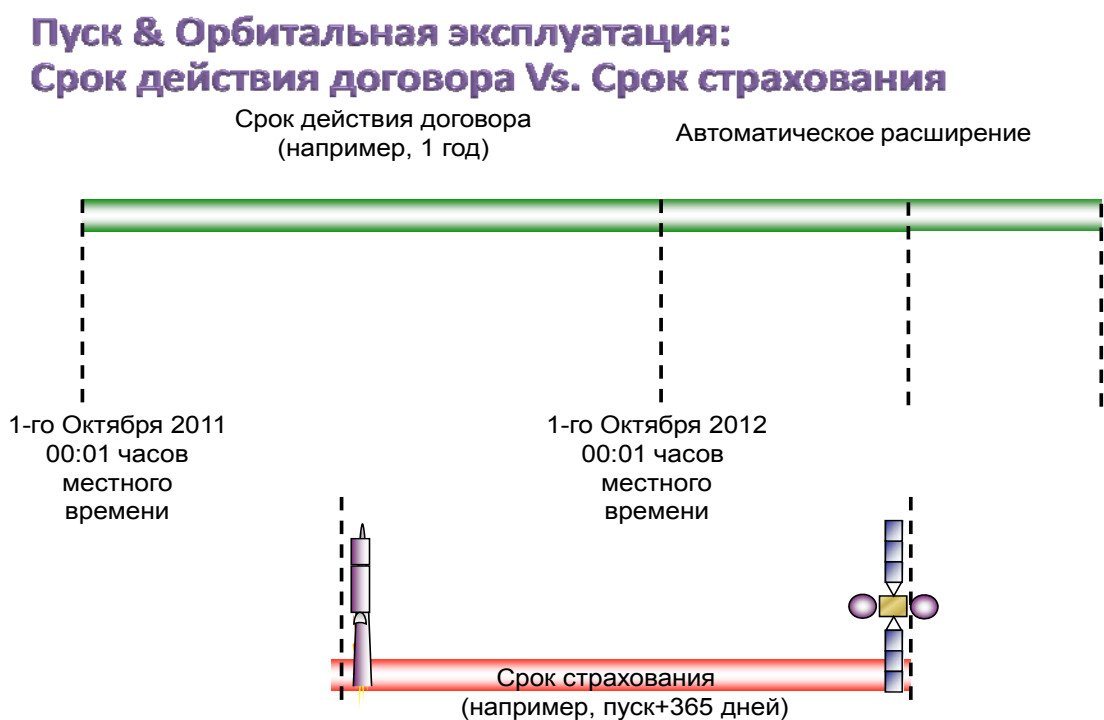 Пуск & Орбитальная эксплуатация:
Срок действия договора Vs. Срок страхования
Срок действия договора
(например, 1 год)
Автоматическое расширение
1-го Октября 2011
00:01 часов
местного
времени
1-го Октября 2012
00:01 часов
местного
времени
Срок страхования
(например, пуск+365 дней)